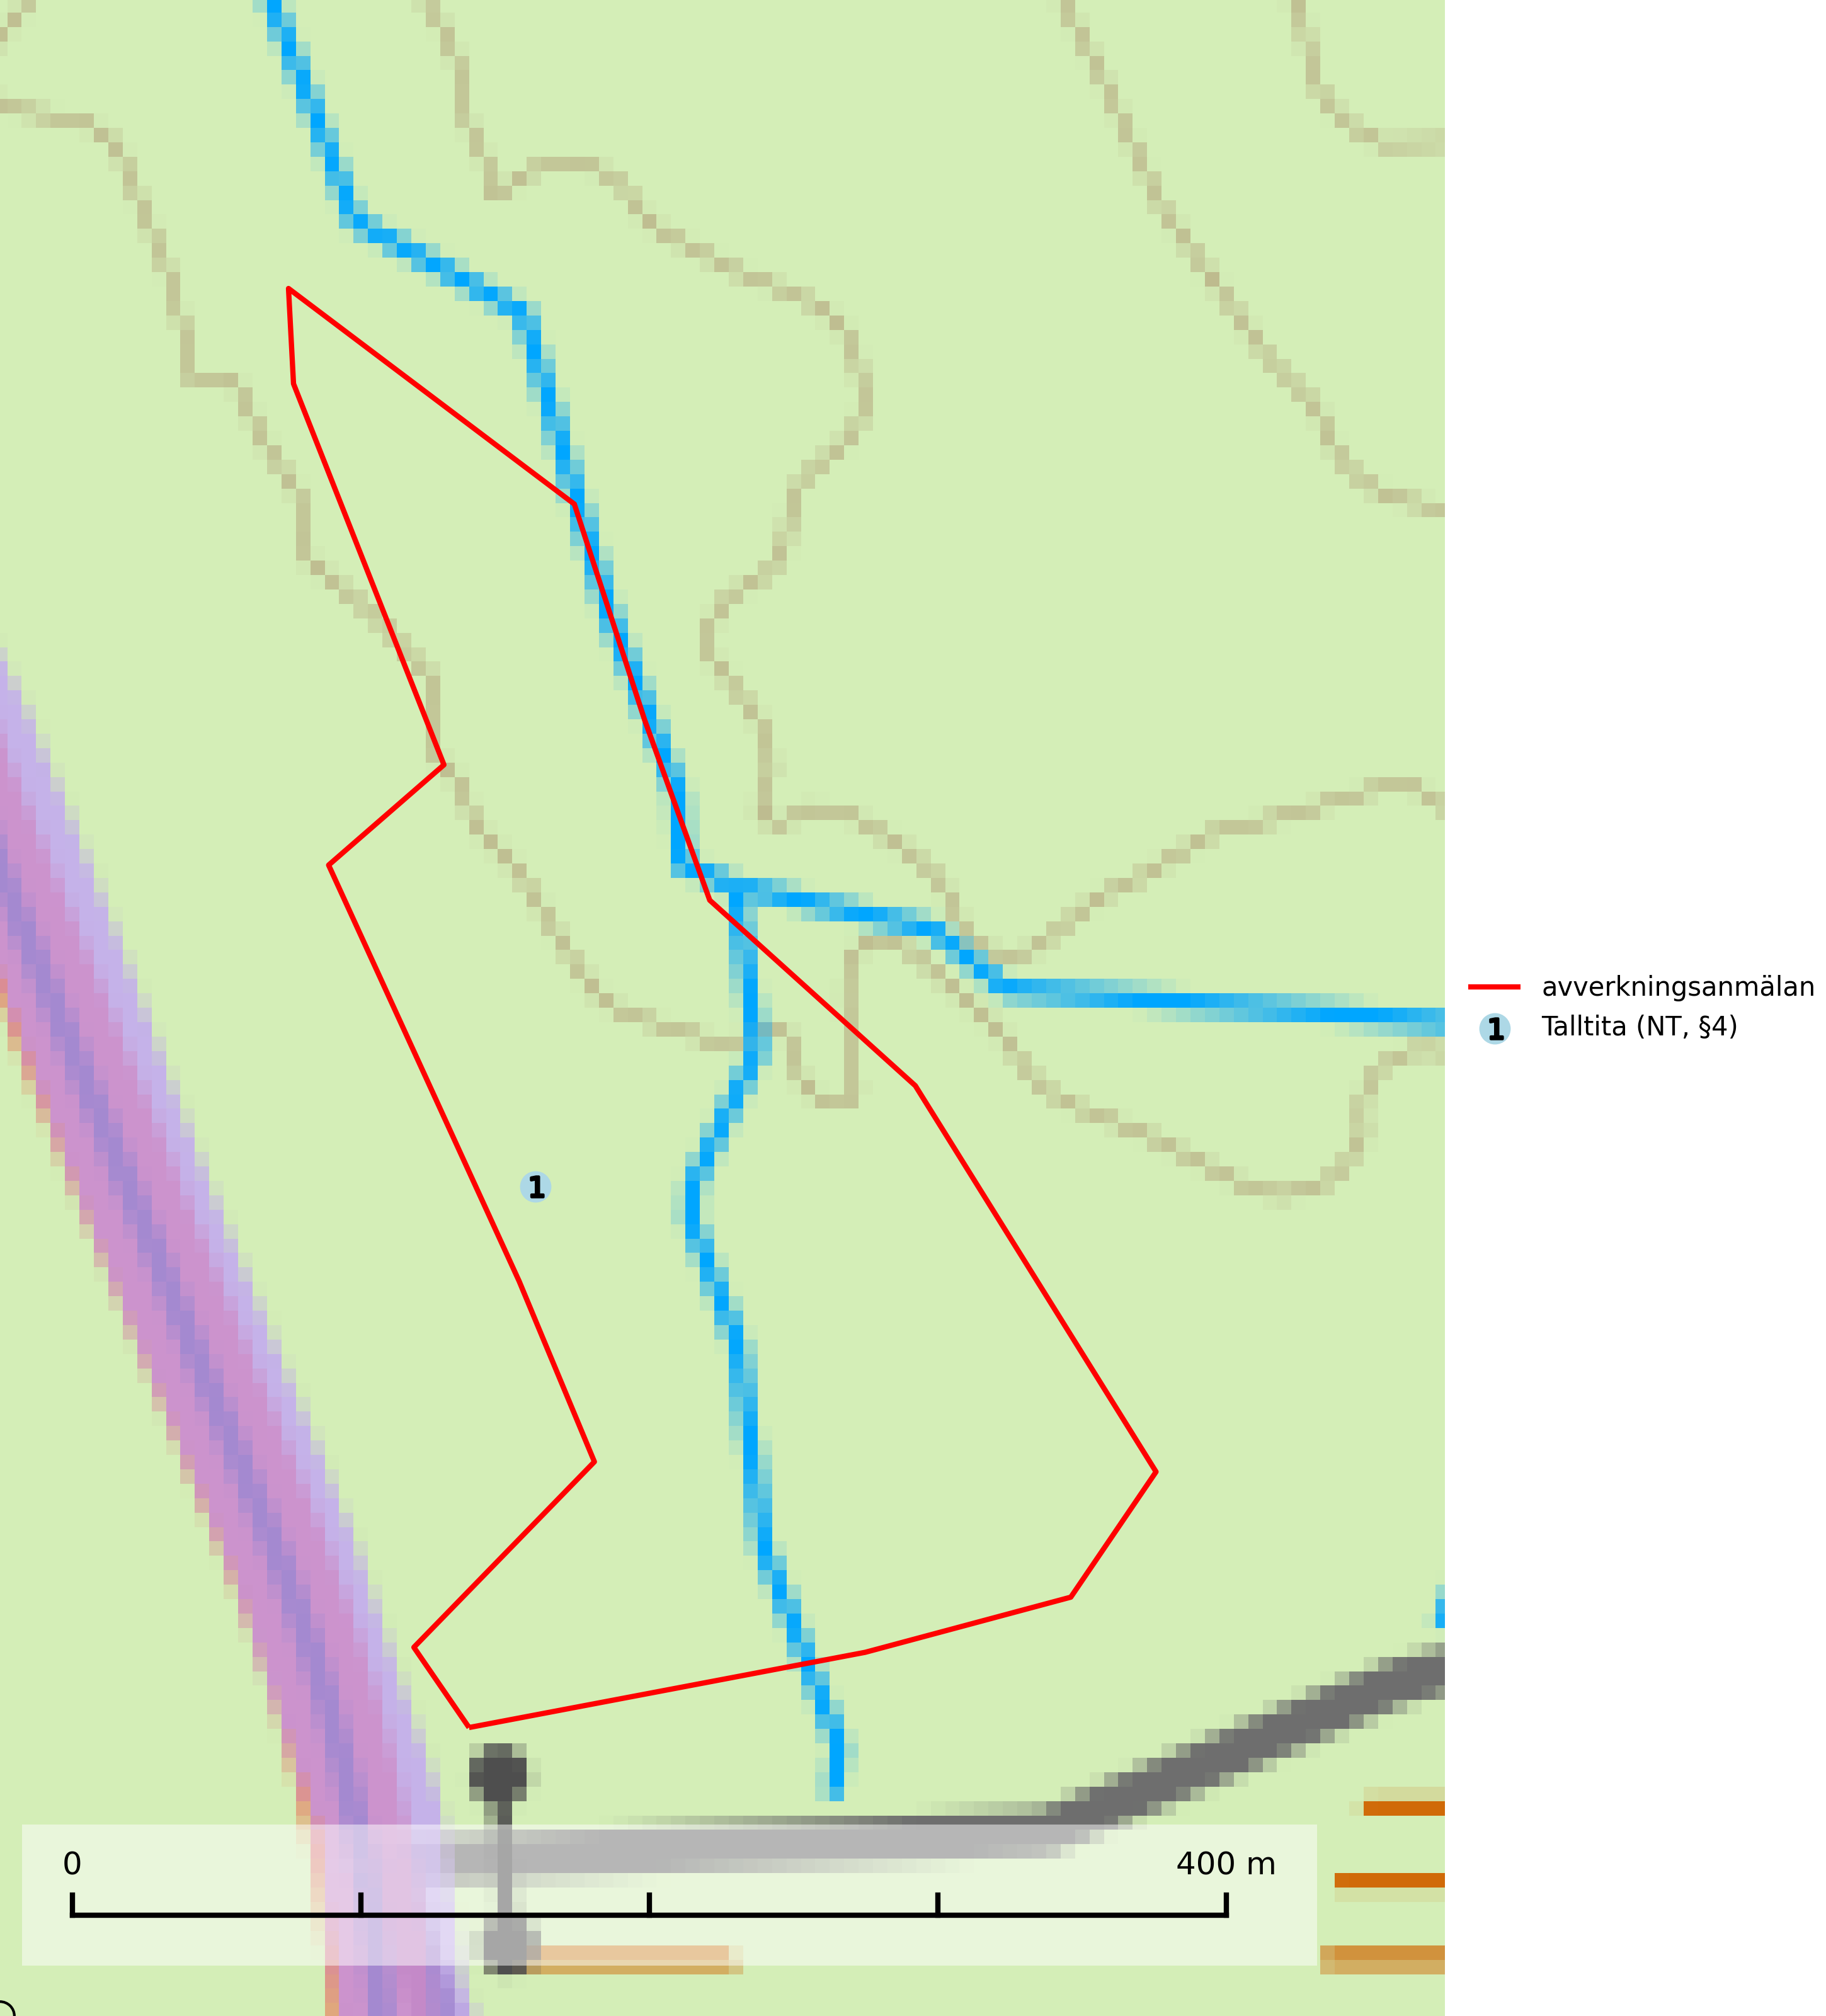 avverkningsanmälan
1 Talltita (NT, §4)
1
0 400 m